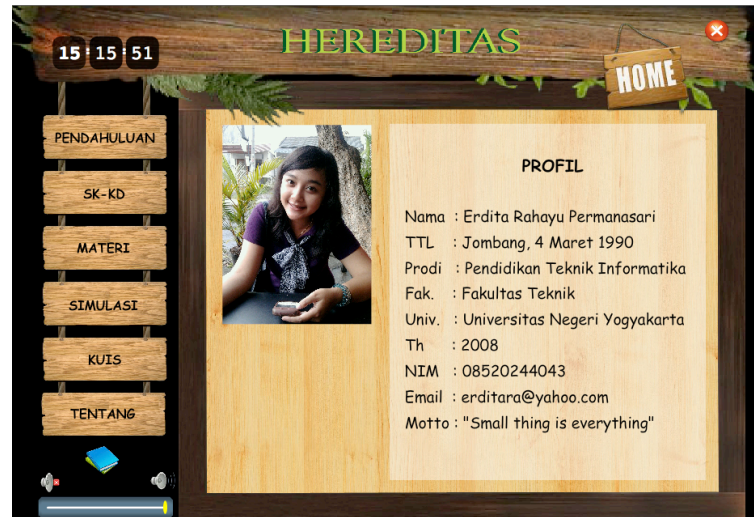 15 15 51
HEREDITAS
HOME
PENDAHULUAN
SK-KD
MATERI
SIMULASI
KUIS
TENTANG
PROFIL
Nama : Erdita Rahayu Permanasari
TTL : Jombang, 4 Maret 1990
Prodi : Pendidikan Teknik Informatika
Fak. : Fakultas Teknik
Univ. : Universitas Negeri Yogyakarta
Th : 2008
NIM : 08520244043
Email : erditara@yahoo.com
Motto : "Small thing is everything"